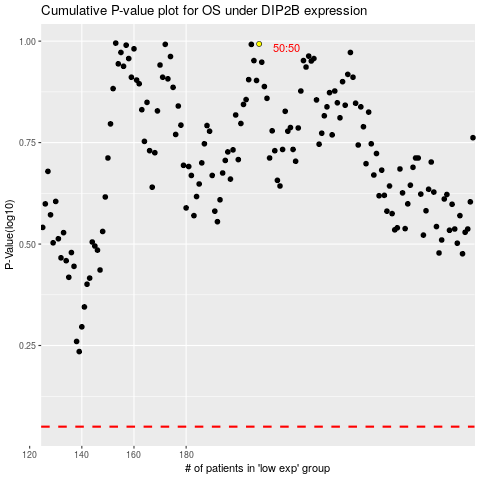 Cumulative P-value plot for OS under DIP2B expression
P-Value(log10)
1.00
0.75
0.50
0.25
50:50
120 140 160 180
# of patients in 'low exp' group